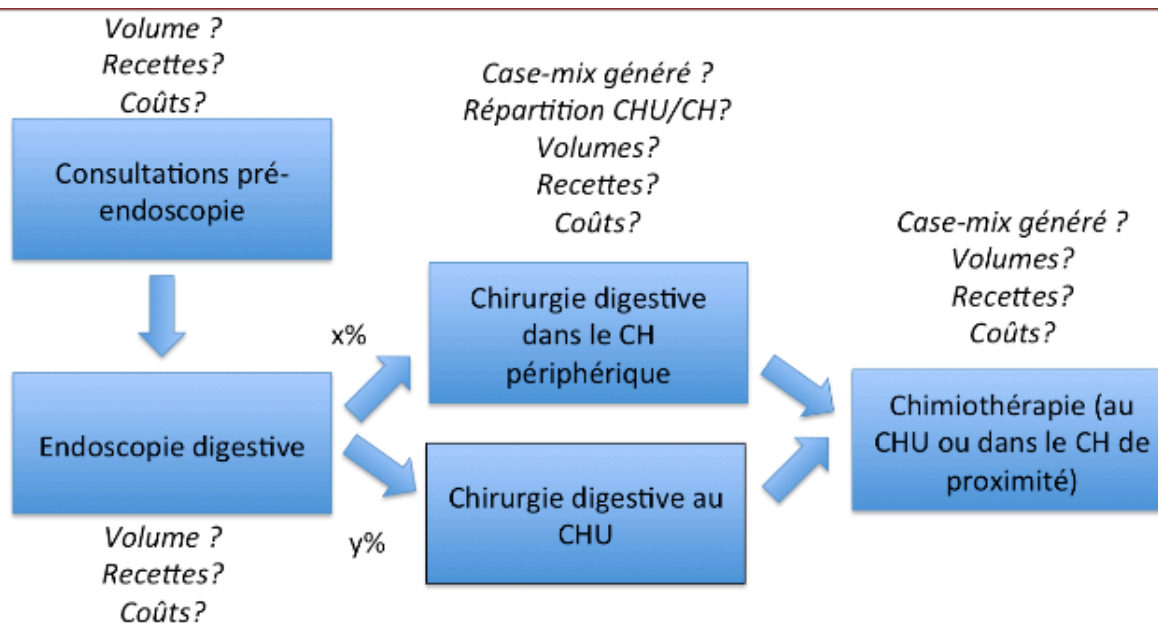 Volume ?
Recettes?
Coûts?
Consultations pré-
endoscopie
Endoscopie digestive
Volume ?
Recettes?
Coûts?
x%
y%
Case-mix généré ?
Répartition CHU/CH?
Volumes?
Recettes?
Coûts?
Chirurgie digestive
dans le CH
périphérique
Chirurgie digestive au
CHU
Case-mix généré ?
Volumes?
Recettes?
Coûts?
Chimiothérapie (au
CHU ou dans le CH de
proximité)